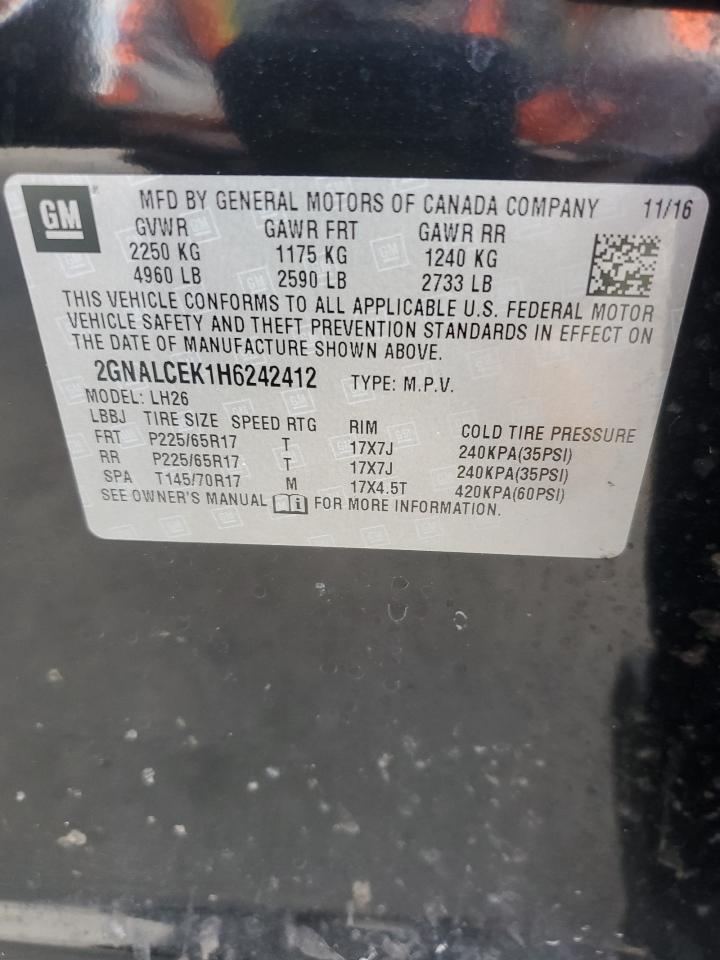 GM
MFD BY GENERAL MOTORS OF CANADA COMPANY 11/16
GVWR GAWR FRT GAWR RR
2250 KG 1175 KG 1240 KG
4960 LB 2590 LB 2733 LB
THIS VEHICLE CONFORMS TO ALL APPLICABLE U.S. FEDERAL MOTOR
VEHICLE SAFETY AND THEFT PREVENTION STANDARDS IN EFFECT ON
THE DATE OF MANUFACTURE SHOWN ABOVE.
2GNALCEK1H6242412 TYPE: M.P.V.
MODEL: LH26
LBBJ TIRE SIZE SPEED RTG RIM COLD TIRE PRESSURE
FRT P225/65R17 T 17X7J 240KPA(35PSI)
RR P225/65R17 T 17X7J 240KPA(35PSI)
SPA T145/70R17 M 17X4.5T 420KPA(60PSI)
SEE OWNER'S MANUAL i FOR MORE INFORMATION.